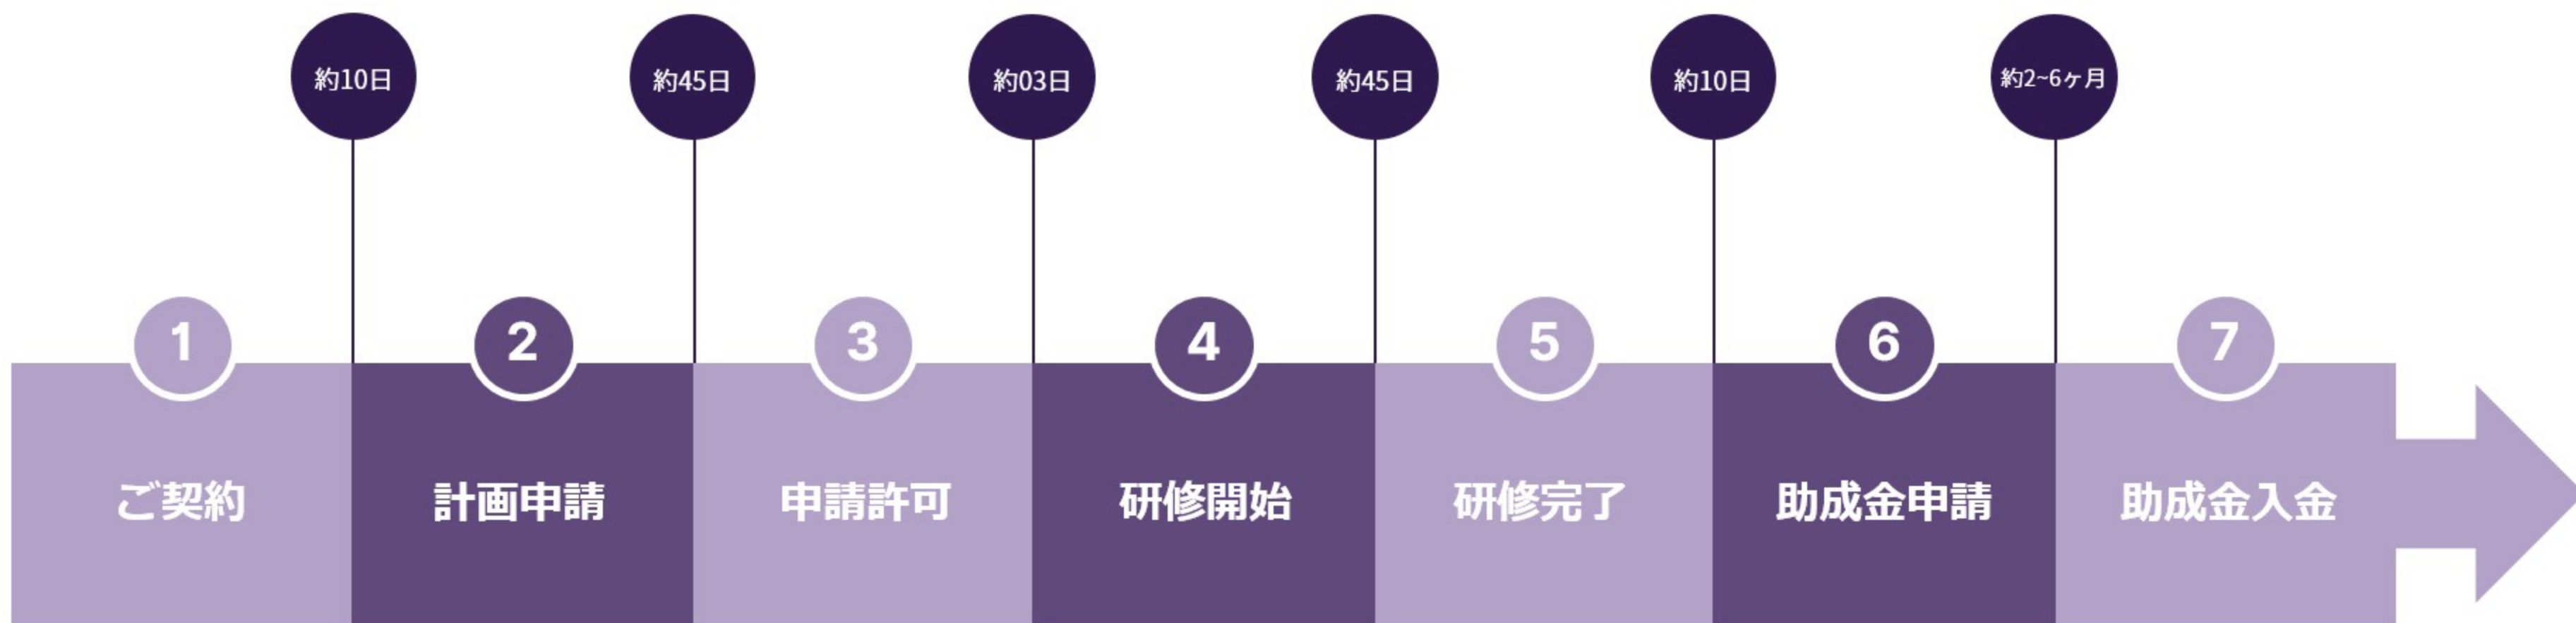 約10日
約45日
約03日
約45日
約10日
約2~6ヶ月
1
2
3
4
5
6
7
ご契約
計画申請
申請許可
研修開始
研修完了
助成金申請
助成金入金